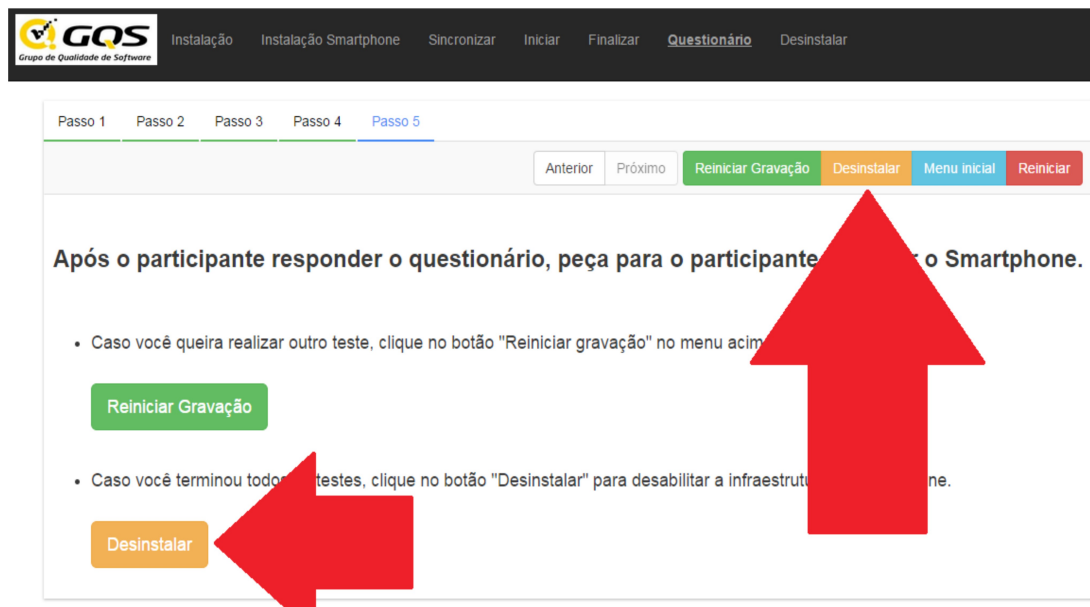 GQS
Grupo de Qualidade de Software
Instalação Instalação Smartphone Sincronizar Iniciar Finalizar Questionário Desinstalar
Passo 1 Passo 2 Passo 3 Passo 4 Passo 5
Anterior Próximo Reiniciar Gravação Desinstalar Menu inicial Reiniciar
Após o participante responder o questionário, peça para o participante o Smartphone.
• Caso você queira realizar outro teste, clique no botão "Reiniciar gravação" no menu
Reiniciar Gravação
• Caso você terminou testes, clique no botão "Desinstalar" para desabilitar a
Desinstalar